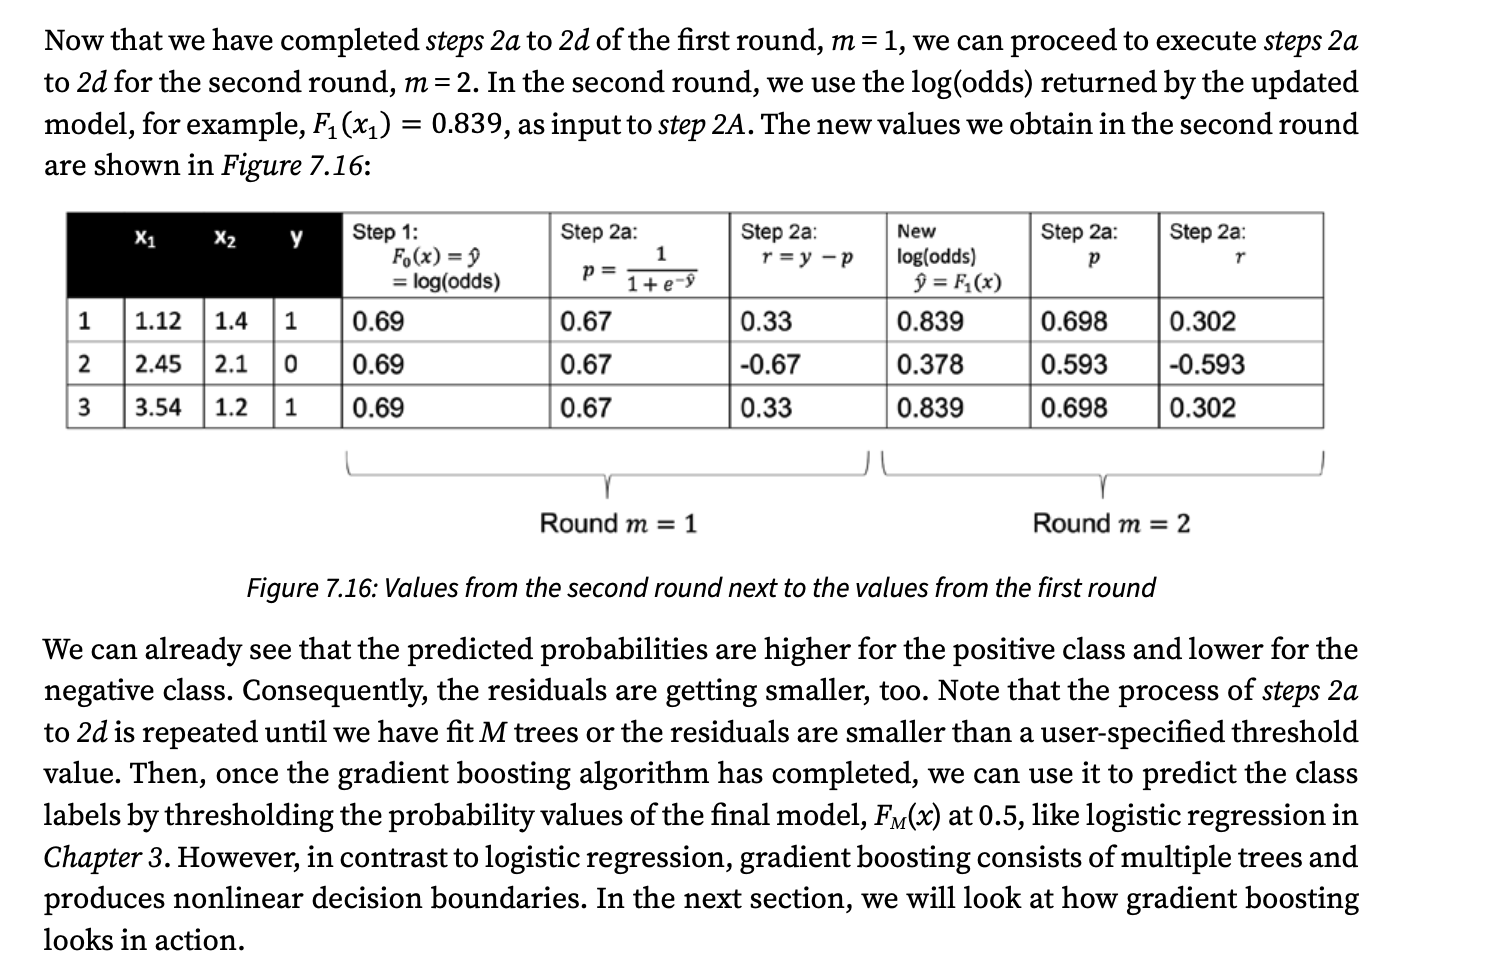 Now that we have completed steps 2a to 2d of the first round, m = 1, we can proceed to execute steps 2a
to 2d for the second round, m = 2. In the second round, we use the log(odds) returned by the updated
model, for example, F₁(x₁) = 0.839, as input to step 2A. The new values we obtain in the second round
are shown in Figure 7.16:
x₁ x₂ y Step 1: F₀(x) = ŷ = log(odds) Step 2a: p = 1 / (1 + e^−ŷ) Step 2a: r = y − p New log(odds) ŷ = F₁(x) Step 2a: p Step 2a: r
1 1.12 1.4 1 0.69 0.67 0.33 0.839 0.698 0.302
2 2.45 2.1 0 0.69 0.67 -0.67 0.378 0.593 -0.593
3 3.54 1.2 1 0.69 0.67 0.33 0.839 0.698 0.302
Round m = 1 Round m = 2
Figure 7.16: Values from the second round next to the values from the first round
We can already see that the predicted probabilities are higher for the positive class and lower for the
negative class. Consequently, the residuals are getting smaller, too. Note that the process of steps 2a
to 2d is repeated until we have fit M trees or the residuals are smaller than a user-specified threshold
value. Then, once the gradient boosting algorithm has completed, we can use it to predict the class
labels by thresholding the probability values of the final model, F_M(x) at 0.5, like logistic regression in
Chapter 3. However, in contrast to logistic regression, gradient boosting consists of multiple trees and
produces nonlinear decision boundaries. In the next section, we will look at how gradient boosting
looks in action.